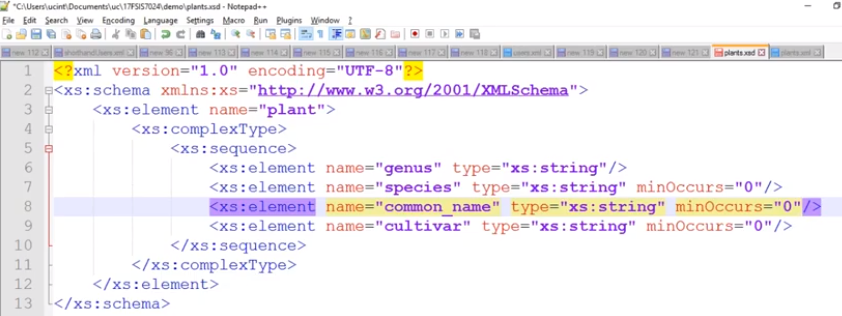 *C:\Users\ucint\Documents\uc\17FSIS7024\demo\plants.xsd - Notepad++
File Edit Search View Encoding Language Settings Macro Run Plugins Window ?
new 112 shorthandUsers.xml new 96 new 113 new 114 new 115 new 116 new 117 new 118 users.xml new 119 new 120 new 121 plants.xsd plants.xml
1 <?xml version="1.0" encoding="UTF-8"?>
2 <xs:schema xmlns:xs="http://www.w3.org/2001/XMLSchema">
3 <xs:element name="plant">
4 <xs:complexType>
5 <xs:sequence>
6 <xs:element name="genus" type="xs:string"/>
7 <xs:element name="species" type="xs:string" minOccurs="0"/>
8 <xs:element name="common_name" type="xs:string" minOccurs="0"/>
9 <xs:element name="cultivar" type="xs:string" minOccurs="0"/>
10 </xs:sequence>
11 </xs:complexType>
12 </xs:element>
13 </xs:schema>